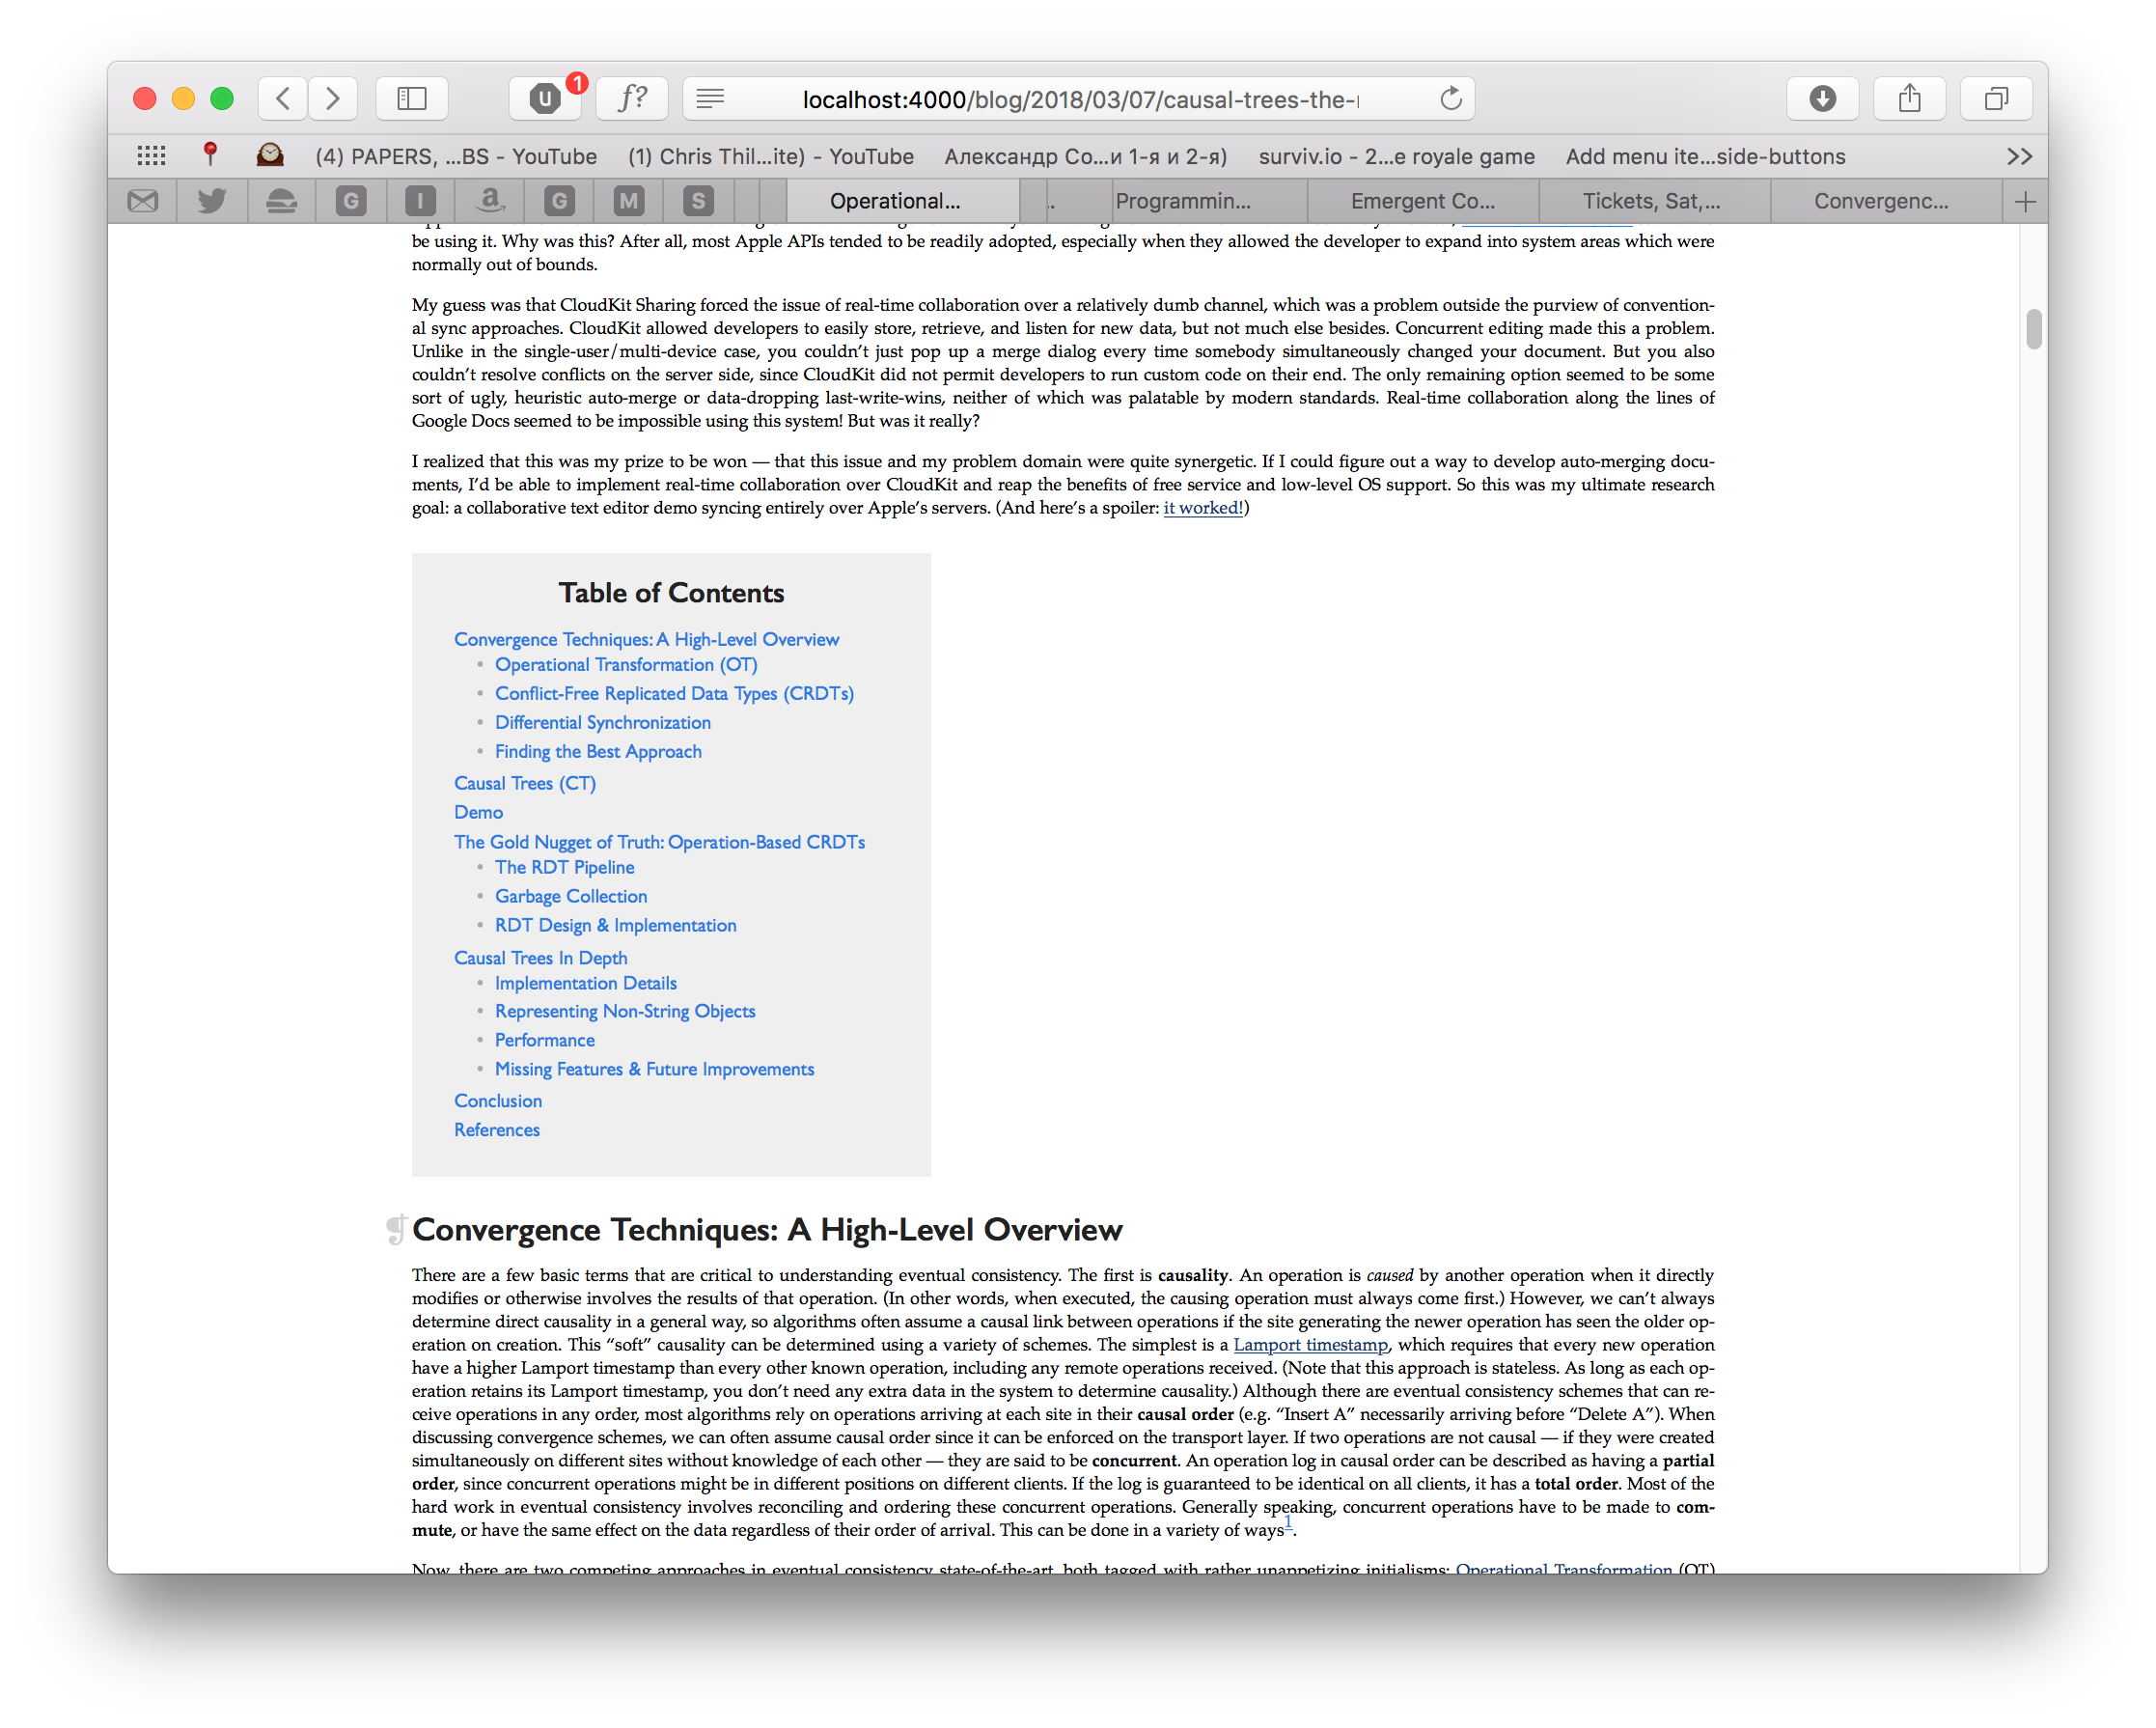 1
ƒ?
localhost:4000/blog/2018/03/07/causal-trees-the-
(4) PAPERS, ...BS - YouTube (1) Chris Thil...ite) - YouTube Александр Со...и 1-я и 2-я) surviv.io - 2...e royale game Add menu ite...side-buttons >>
G I a G M S Operational... .. Programmin... Emergent Co... Tickets, Sat,... Convergenc... +
be using it. Why was this? After all, most Apple APIs tended to be readily adopted, especially when they allowed the developer to expand into system areas which were
normally out of bounds.
My guess was that CloudKit Sharing forced the issue of real-time collaboration over a relatively dumb channel, which was a problem outside the purview of convention-
al sync approaches. CloudKit allowed developers to easily store, retrieve, and listen for new data, but not much else besides. Concurrent editing made this a problem.
Unlike in the single-user/multi-device case, you couldn’t just pop up a merge dialog every time somebody simultaneously changed your document. But you also
couldn’t resolve conflicts on the server side, since CloudKit did not permit developers to run custom code on their end. The only remaining option seemed to be some
sort of ugly, heuristic auto-merge or data-dropping last-write-wins, neither of which was palatable by modern standards. Real-time collaboration along the lines of
Google Docs seemed to be impossible using this system! But was it really?
I realized that this was my prize to be won — that this issue and my problem domain were quite synergetic. If I could figure out a way to develop auto-merging docu-
ments, I’d be able to implement real-time collaboration over CloudKit and reap the benefits of free service and low-level OS support. So this was my ultimate research
goal: a collaborative text editor demo syncing entirely over Apple’s servers. (And here’s a spoiler: it worked!)
Table of Contents
Convergence Techniques: A High-Level Overview
• Operational Transformation (OT)
• Conflict-Free Replicated Data Types (CRDTs)
• Differential Synchronization
• Finding the Best Approach
Causal Trees (CT)
Demo
The Gold Nugget of Truth: Operation-Based CRDTs
• The RDT Pipeline
• Garbage Collection
• RDT Design & Implementation
Causal Trees In Depth
• Implementation Details
• Representing Non-String Objects
• Performance
• Missing Features & Future Improvements
Conclusion
References
¶ Convergence Techniques: A High-Level Overview
There are a few basic terms that are critical to understanding eventual consistency. The first is causality. An operation is caused by another operation when it directly
modifies or otherwise involves the results of that operation. (In other words, when executed, the causing operation must always come first.) However, we can’t always
determine direct causality in a general way, so algorithms often assume a causal link between operations if the site generating the newer operation has seen the older op-
eration on creation. This “soft” causality can be determined using a variety of schemes. The simplest is a Lamport timestamp, which requires that every new operation
have a higher Lamport timestamp than every other known operation, including any remote operations received. (Note that this approach is stateless. As long as each op-
eration retains its Lamport timestamp, you don’t need any extra data in the system to determine causality.) Although there are eventual consistency schemes that can re-
ceive operations in any order, most algorithms rely on operations arriving at each site in their causal order (e.g. “Insert A” necessarily arriving before “Delete A”). When
discussing convergence schemes, we can often assume causal order since it can be enforced on the transport layer. If two operations are not causal — if they were created
simultaneously on different sites without knowledge of each other — they are said to be concurrent. An operation log in causal order can be described as having a partial
order, since concurrent operations might be in different positions on different clients. If the log is guaranteed to be identical on all clients, it has a total order. Most of the
hard work in eventual consistency involves reconciling and ordering these concurrent operations. Generally speaking, concurrent operations have to be made to com-
mute, or have the same effect on the data regardless of their order of arrival. This can be done in a variety of ways1.
Now, there are two competing approaches in eventual consistency state-of-the-art, both tagged with rather unappetizing initialisms: Operational Transformation (OT)